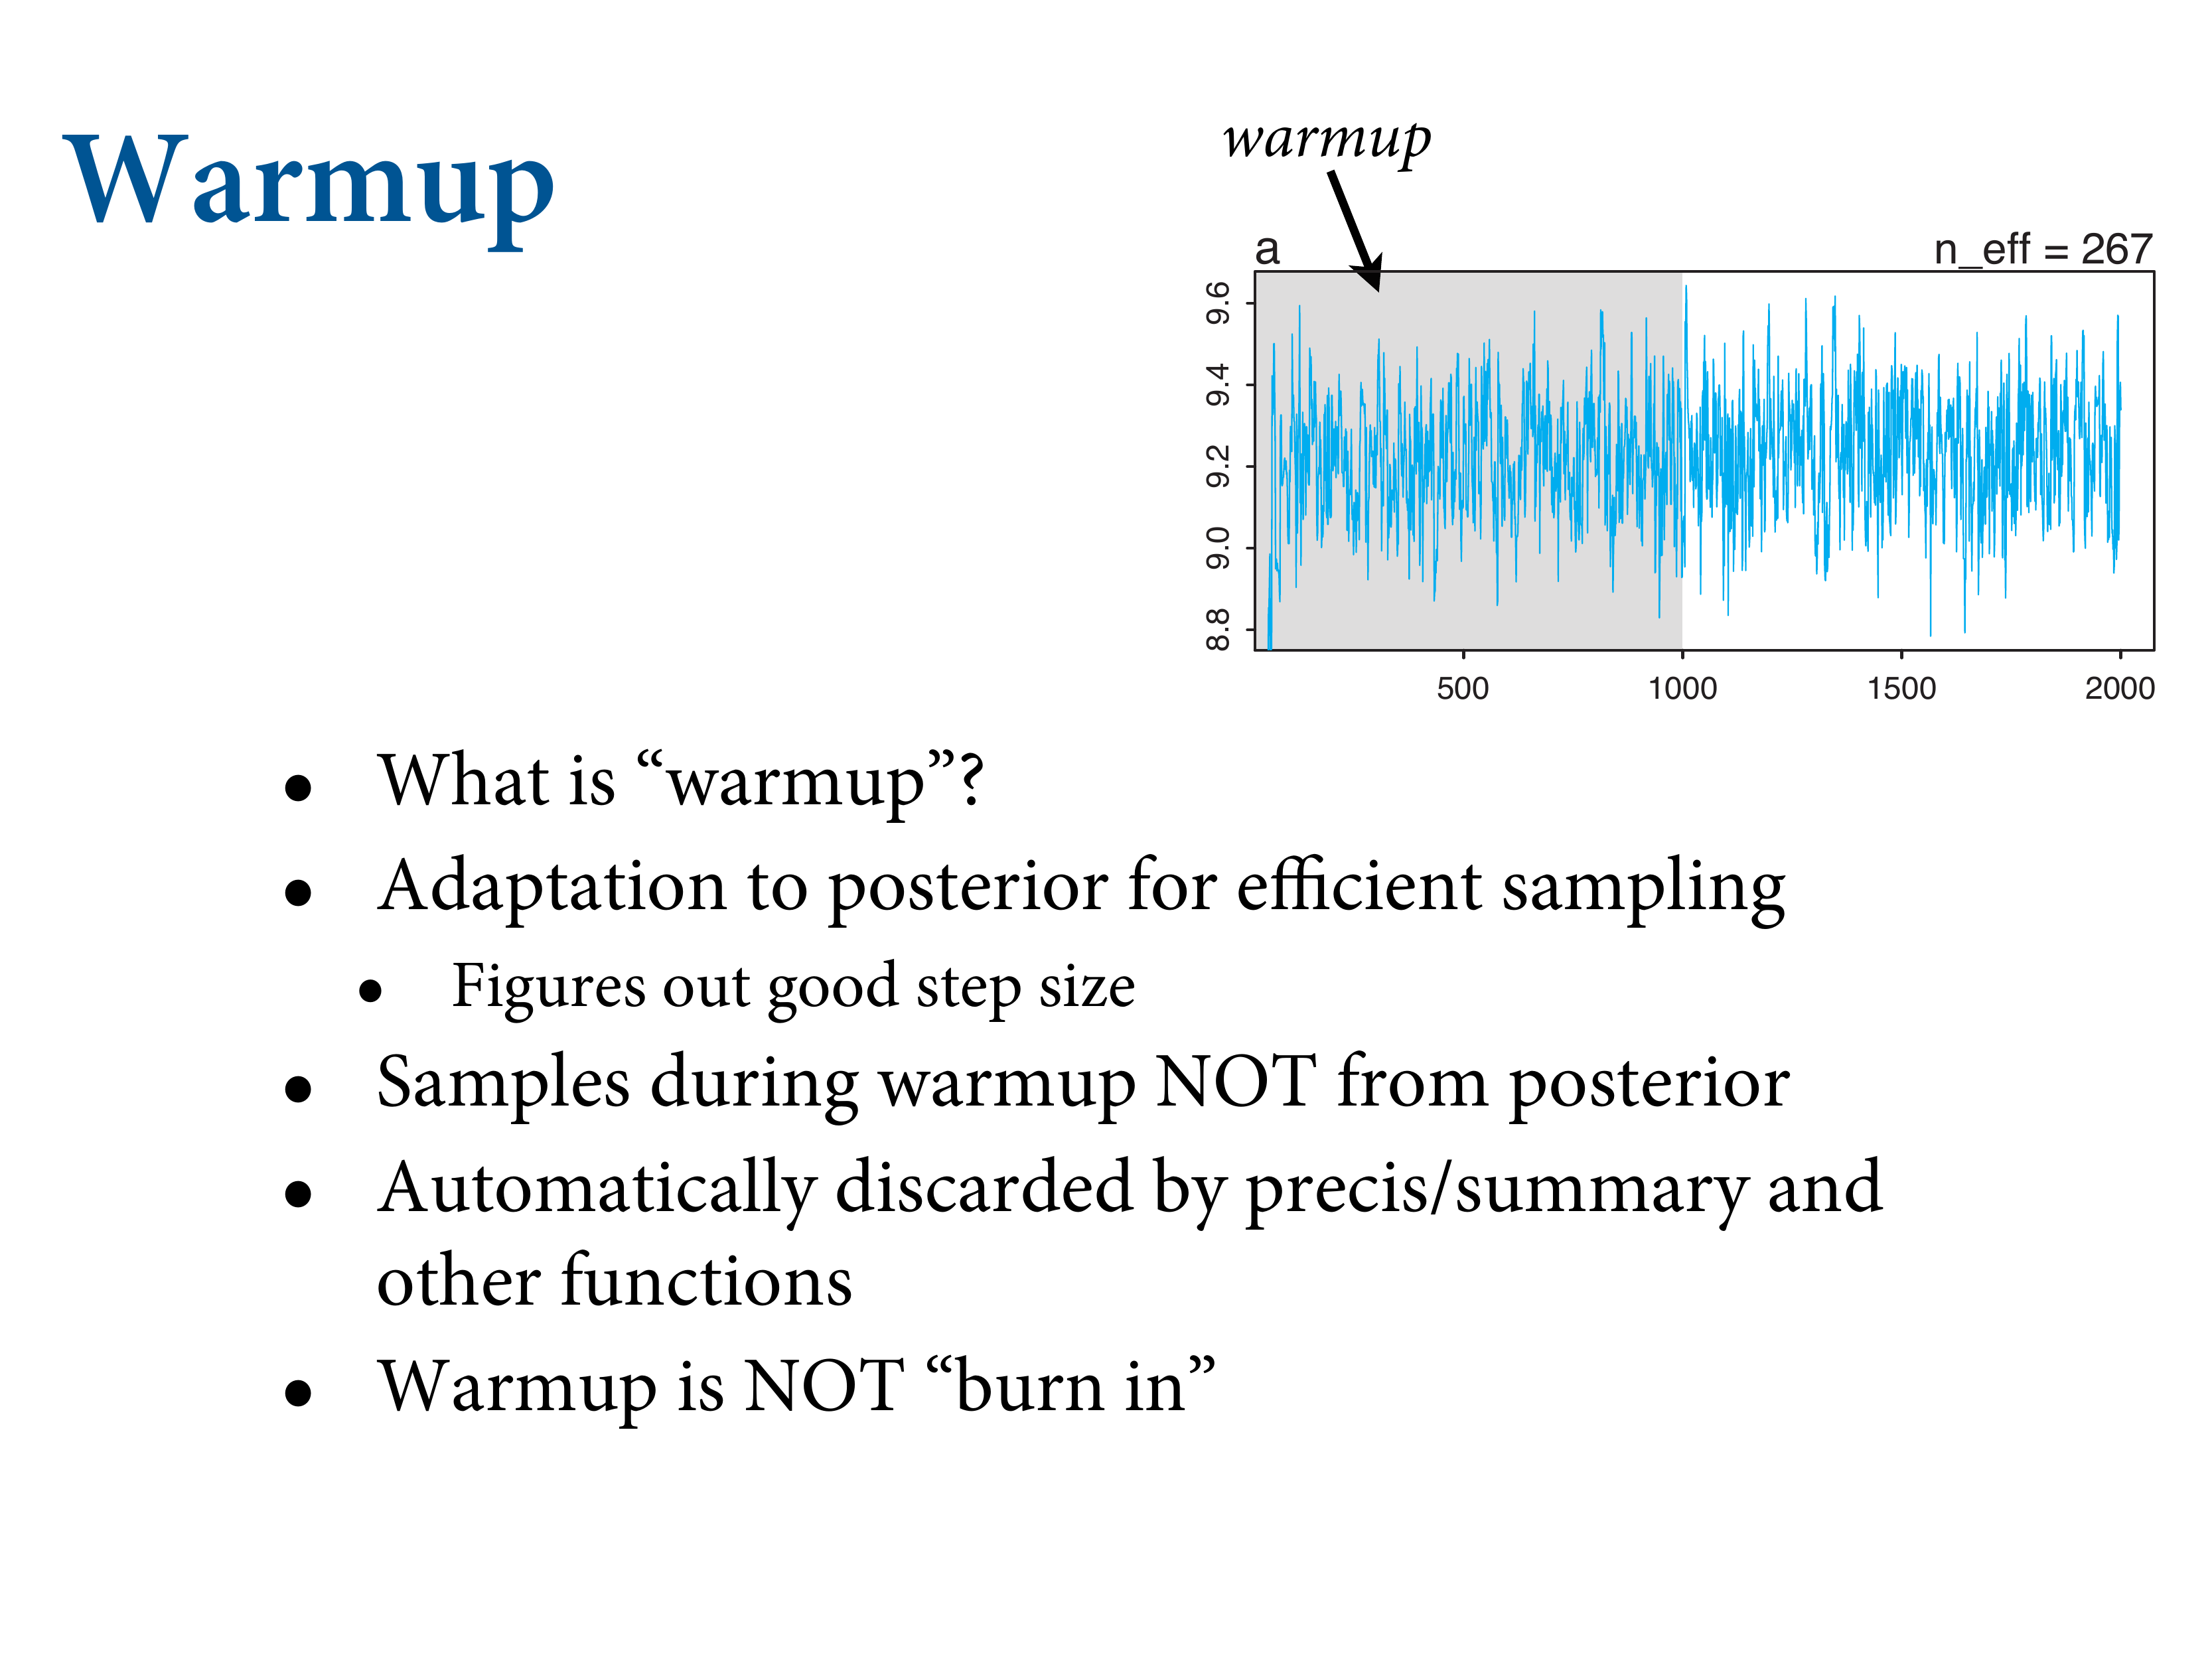 Warmup
warmup
a
n_eff = 267
9.6
9.4
9.2
9.0
8.8
500 1000 1500 2000
• What is “warmup”?
• Adaptation to posterior for efficient sampling
• Figures out good step size
• Samples during warmup NOT from posterior
• Automatically discarded by precis/summary and
other functions
• Warmup is NOT “burn in”